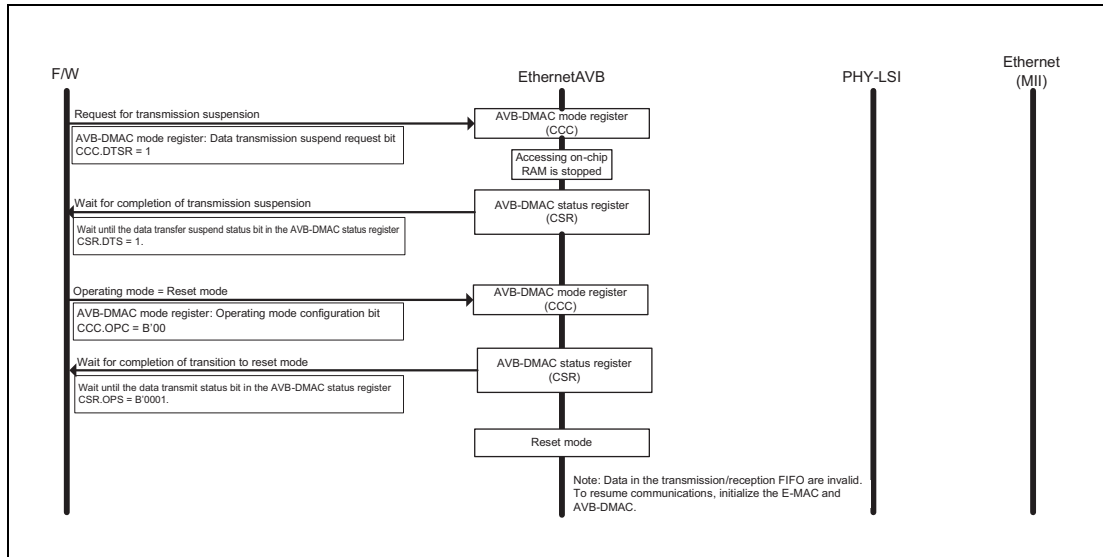 F/W
EthernetAVB
PHY-LSI
Ethernet
(MII)
Request for transmission suspension
AVB-DMAC mode register
(CCC)
AVB-DMAC mode register: Data transmission suspend request bit
CCC.DTSR = 1
Accessing on-chip
RAM is stopped
Wait for completion of transmission suspension
AVB-DMAC status register
(CSR)
Wait until the data transfer suspend status bit in the AVB-DMAC status register
CSR.DTS = 1.
Operating mode = Reset mode
AVB-DMAC mode register
(CCC)
AVB-DMAC mode register: Operating mode configuration bit
CCC.OPC = B'00
Wait for completion of transition to reset mode
AVB-DMAC status register
(CSR)
Wait until the data transmit status bit in the AVB-DMAC status register
CSR.OPS = B'0001.
Reset mode
Note: Data in the transmission/reception FIFO are invalid.
To resume communications, initialize the E-MAC and
AVB-DMAC.